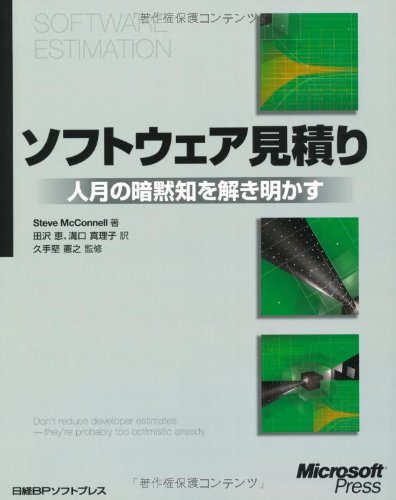 「著作権保護コンテンツ」
SOFTWARE
ESTIMATION
ソフトウェア見積り
人月の暗黙知を解き明かす
Steve McConnell 著
田沢 恵、溝口 真理子 訳
久手堅 憲之 監修
Don't reduce developer estimates
—they're probably too optimistic already.
日経BPソフトプレス
「著作権保護コンテンツ」
Microsoft
Press